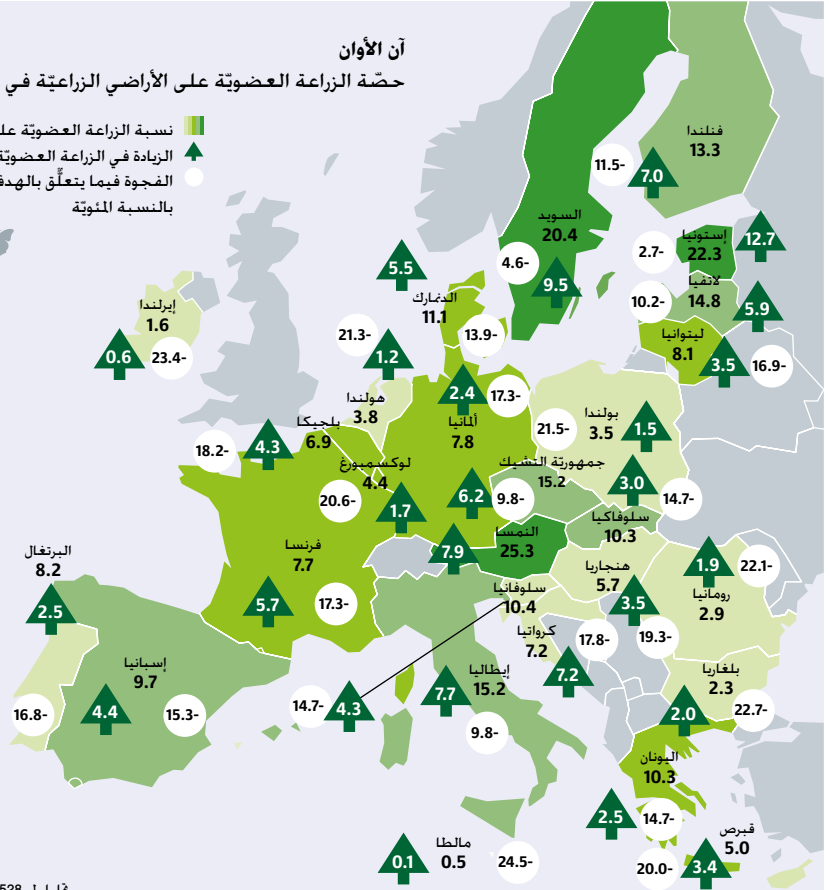 آن الأوان
حصّة الزراعة العضويّة على الأراضي الزراعيّة في
نسبة الزراعة العضويّة
الزيادة في الزراعة العضويّة
الفجوة فيما يتعلَّق بالهدف
بالنسبة المئويّة
فنلندا
13.3
11.5-
7.0
السويد
20.4
4.6-
9.5
إستونيا
22.3
2.7-
12.7
لاتفيا
14.8
10.2-
5.9
ليتوانيا
8.1
3.5
16.9-
5.5
الدنمارك
11.1
13.9-
إيرلندا
1.6
0.6
23.4-
21.3-
1.2
هولندا
3.8
2.4
17.3-
ألمانيا
7.8
بولندا
3.5
21.5-
1.5
بلجيكا
6.9
18.2-
4.3
لوكسمبورغ
4.4
20.6-
1.7
جمهوريّة التشيك
15.2
6.2
9.8-
3.0
14.7-
سلوفاكيا
10.3
النمسا
25.3
7.9
فرنسا
7.7
5.7
17.3-
هنجاريا
5.7
3.5
19.3-
1.9
22.1-
رومانيا
2.9
سلوفانيا
10.4
14.7-
4.3
كرواتيا
7.2
17.8-
7.2
البرتغال
8.2
2.5
16.8-
إسبانيا
9.7
4.4
15.3-
إيطاليا
15.2
7.7
9.8-
بلغاريا
2.3
2.0
22.7-
اليونان
10.3
2.5
14.7-
قبرص
5.0
20.0-
3.4
مالطا
0.5
0.1
24.5-